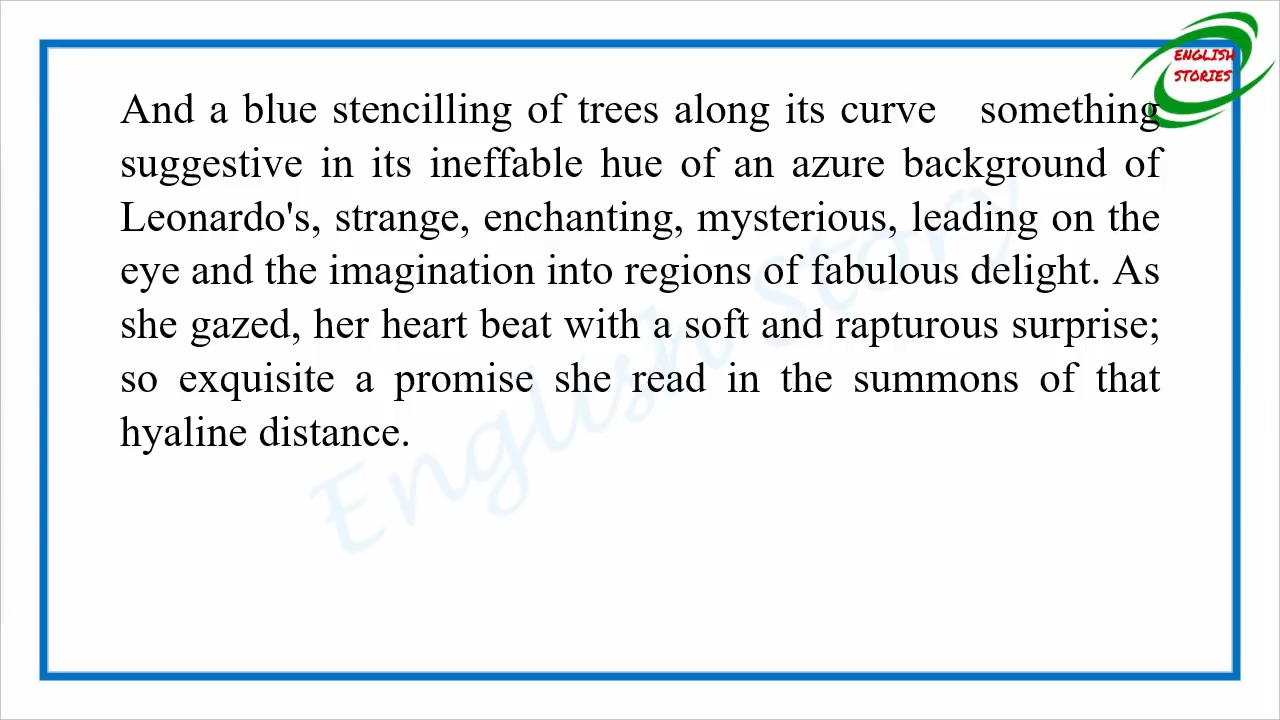 ENGLISH
STORIES
And a blue stencilling of trees along its curve something
suggestive in its ineffable hue of an azure background of
Leonardo's, strange, enchanting, mysterious, leading on the
eye and the imagination into regions of fabulous delight. As
she gazed, her heart beat with a soft and rapturous surprise;
so exquisite a promise she read in the summons of that
hyaline distance.
English Story